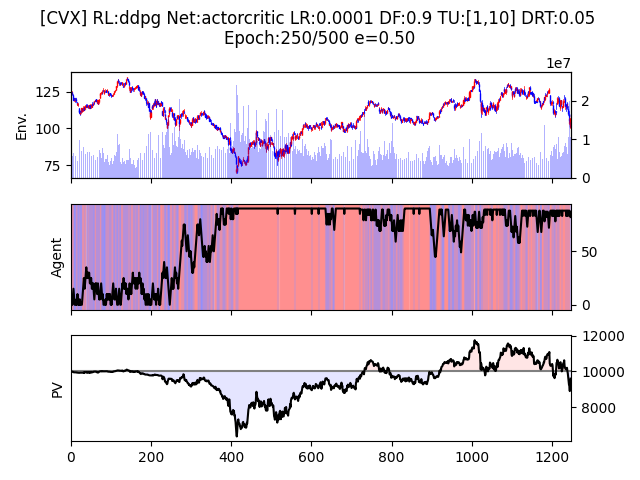 [CVX] RL:ddpg Net:actorcritic LR:0.0001 DF:0.9 TU:[1,10] DRT:0.05
Epoch:250/500 e=0.50
1e7
Env.
125
100
75
2
1
0
Agent
50
0
PV
12000
10000
8000
0 200 400 600 800 1000 1200